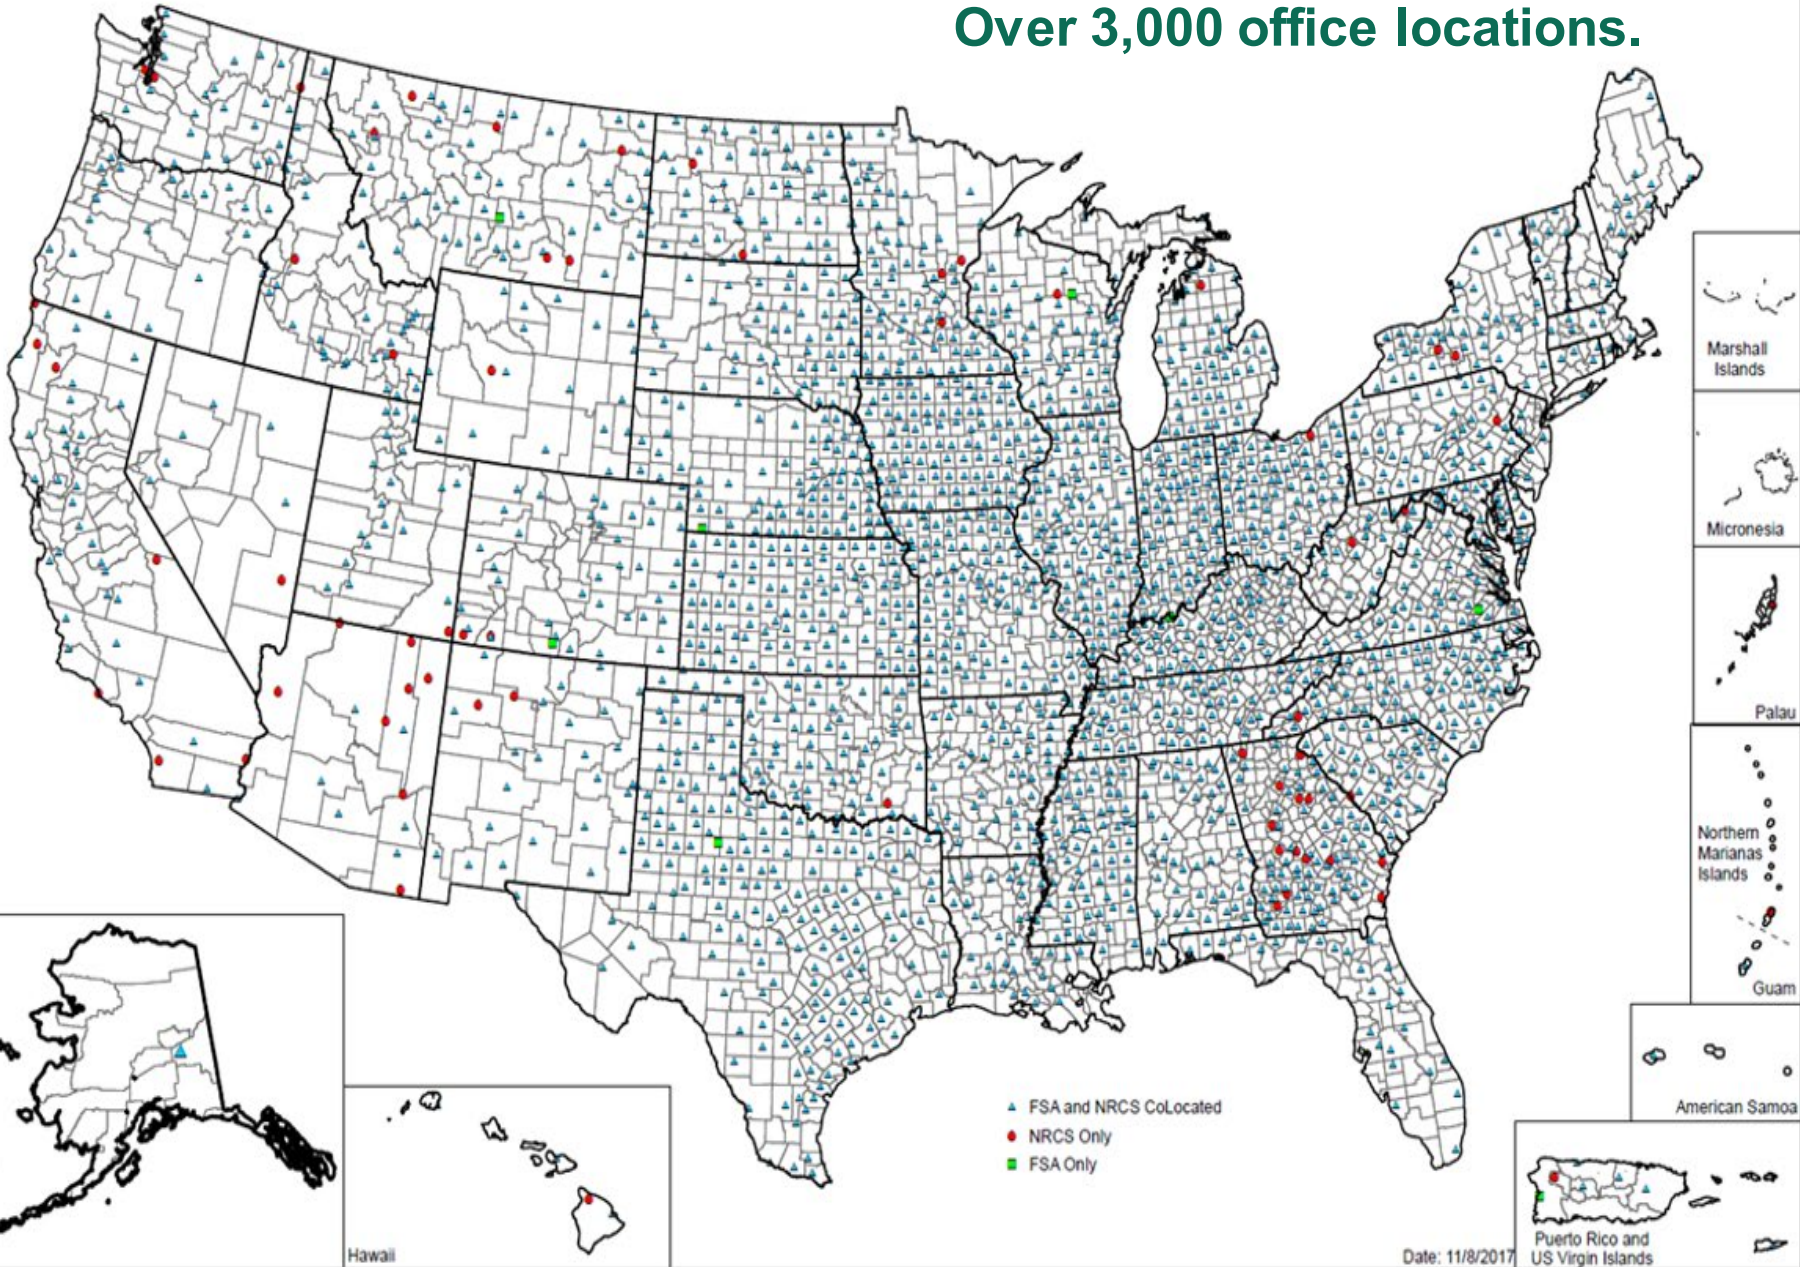 Over 3,000 office locations.
Marshall
Islands
Micronesia
Palau
Northern
Marianas
Islands
Guam
American Samoa
FSA and NRCS CoLocated
NRCS Only
FSA Only
Hawaii
Date: 11/8/2017
Puerto Rico and
US Virgin Islands